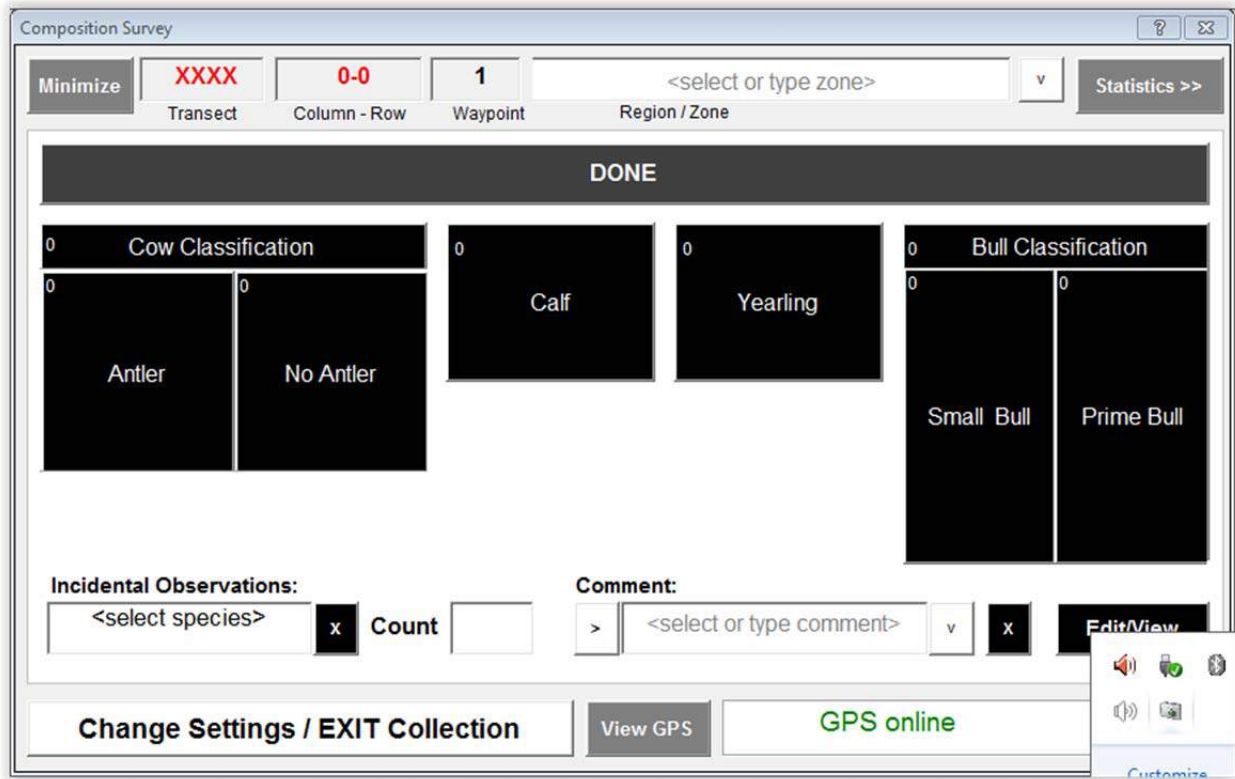 Composition Survey
? X
Minimize XXXX 0-0 1 <select or type zone> v Statistics >>
Transect Column - Row Waypoint Region / Zone
DONE
0 Cow Classification
0 Antler
0 No Antler
0 Calf
0 Yearling
0 Bull Classification
0 Small Bull
0 Prime Bull
Incidental Observations:
<select species> x Count
Comment:
> <select or type comment> v x Edit/View
Change Settings / EXIT Collection View GPS GPS online
Customize